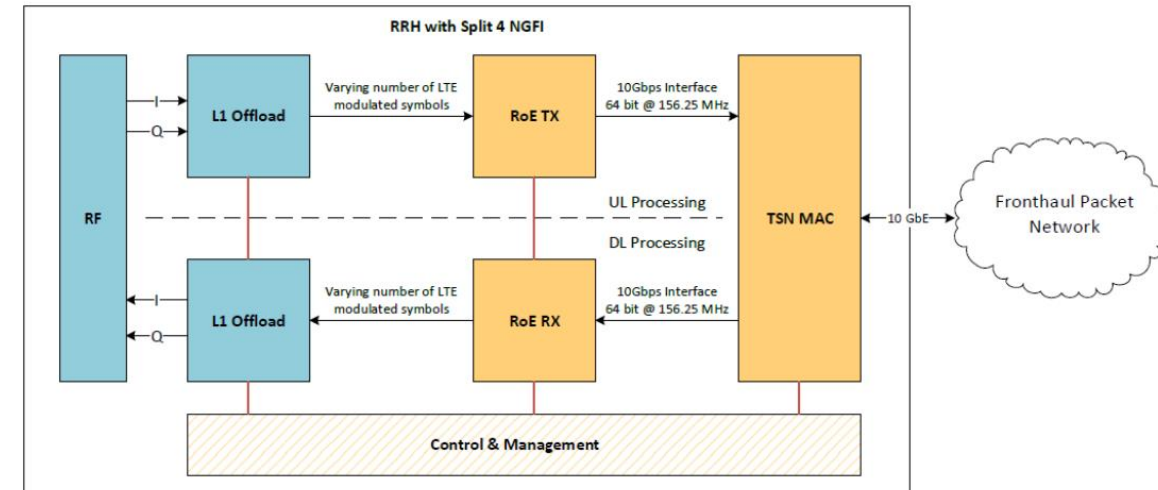 RRH with Split 4 NGFI
I
Q
L1 Offload
Varying number of LTE
modulated symbols
RoE TX
10Gbps Interface
64 bit @ 156.25 MHz
RF
UL Processing
DL Processing
TSN MAC
10 GbE
Fronthaul Packet
Network
I
Q
L1 Offload
Varying number of LTE
modulated symbols
RoE RX
10Gbps Interface
64 bit @ 156.25 MHz
Control & Management